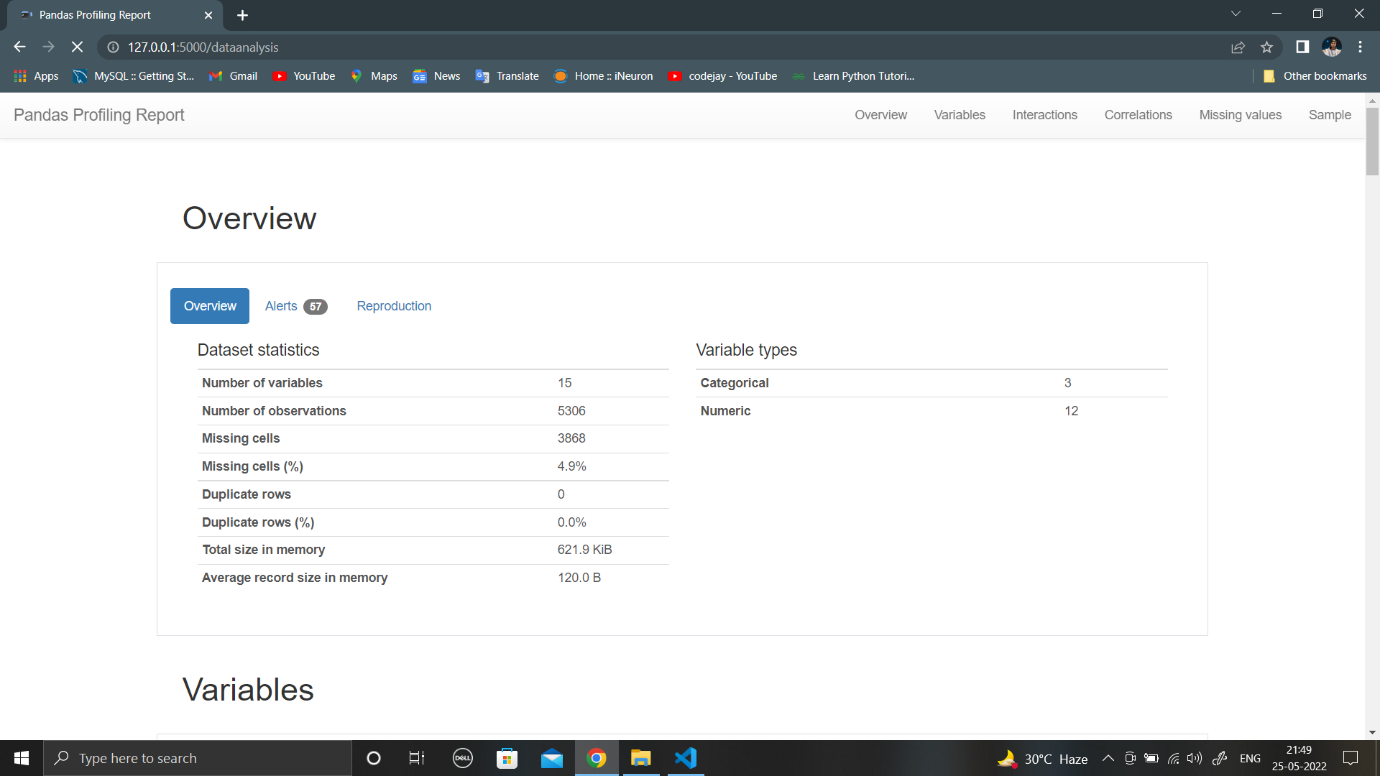 Pandas Profiling Report
127.0.0.1:5000/dataanalysis
Apps MySQL :: Getting St... Gmail YouTube Maps News Translate Home :: iNeuron codejay - YouTube Learn Python Tutori... Other bookmarks
Pandas Profiling Report Overview Variables Interactions Correlations Missing values Sample
Overview
Overview Alerts 57 Reproduction
Dataset statistics
Number of variables 15
Number of observations 5306
Missing cells 3868
Missing cells (%) 4.9%
Duplicate rows 0
Duplicate rows (%) 0.0%
Total size in memory 621.9 KiB
Average record size in memory 120.0 B
Variable types
Categorical 3
Numeric 12
Variables
Type here to search DELL 30°C Haze ENG 21:49
25-05-2022